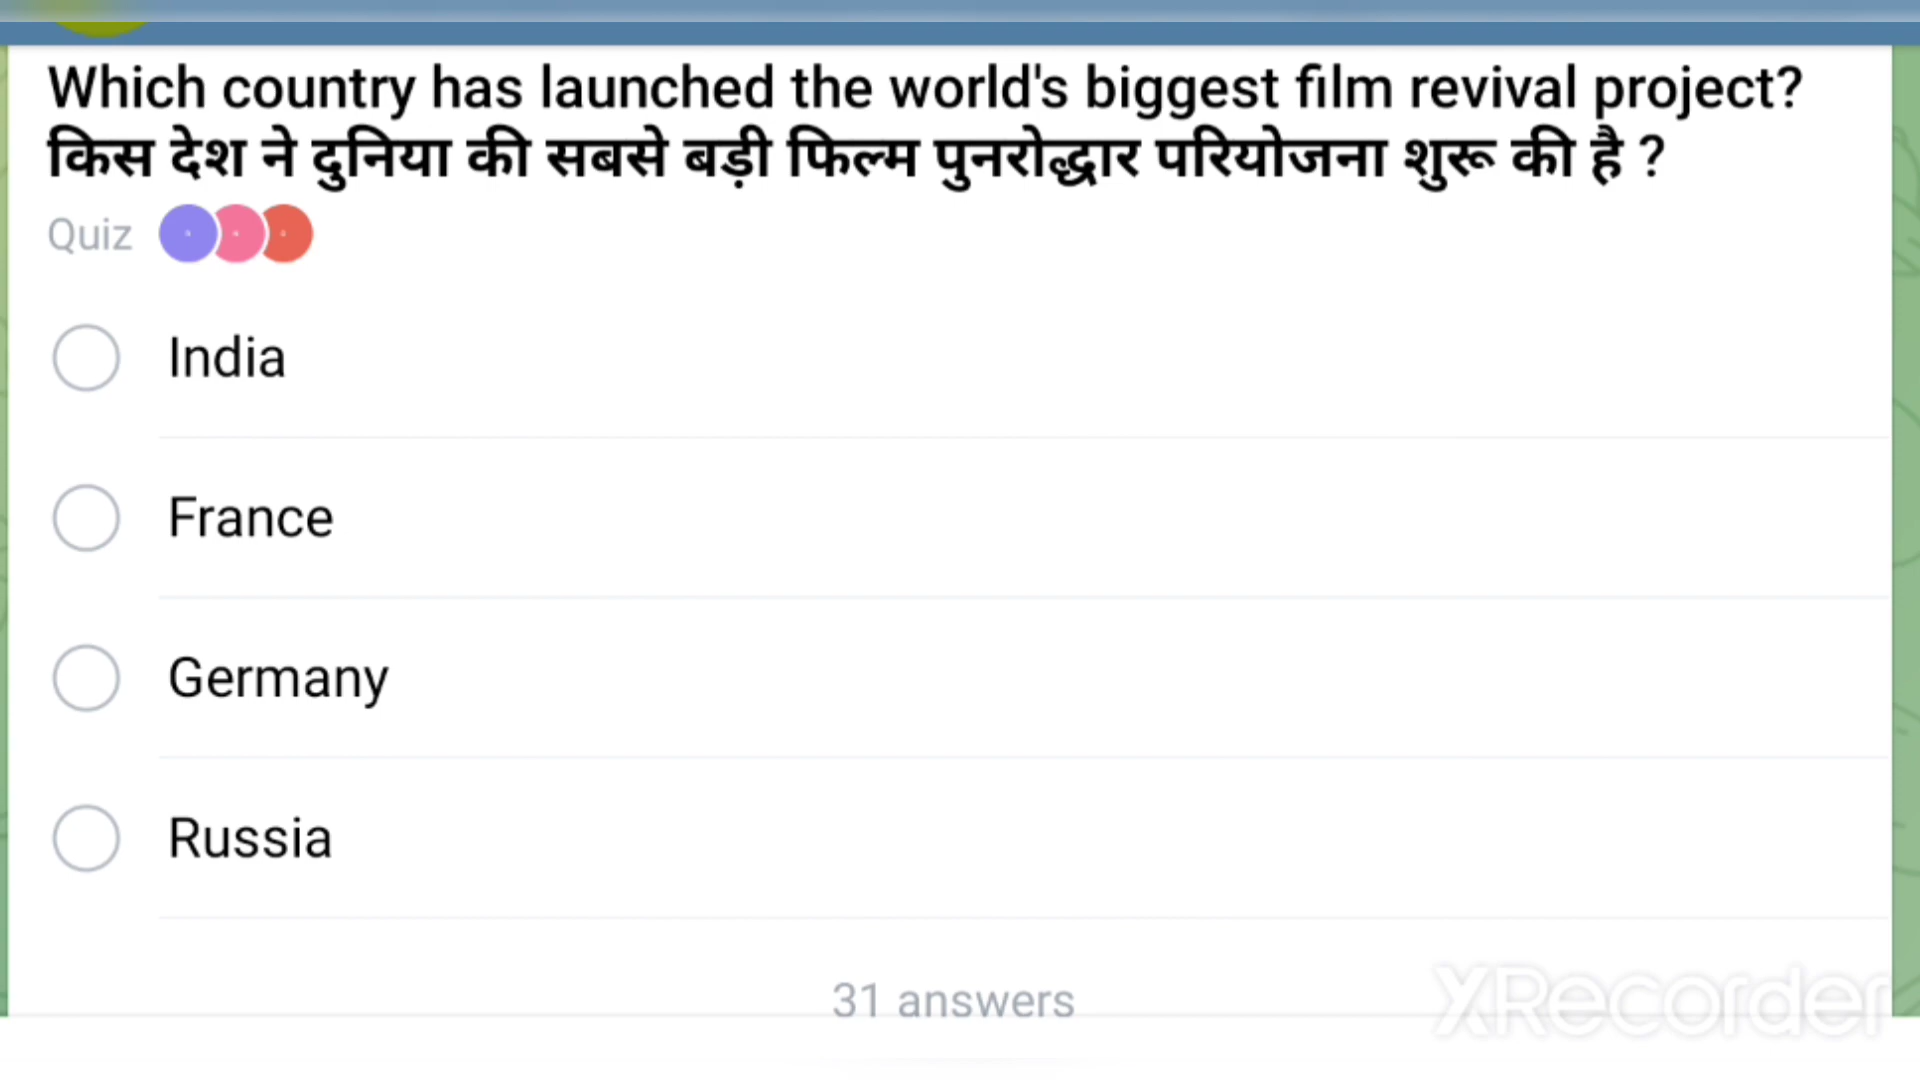 Which country has launched the world's biggest film revival project?
किस देश ने दुनिया की सबसे बड़ी फिल्म पुनरोद्धार परियोजना शुरू की है ?
Quiz
India
France
Germany
Russia
31 answers
XRecorder